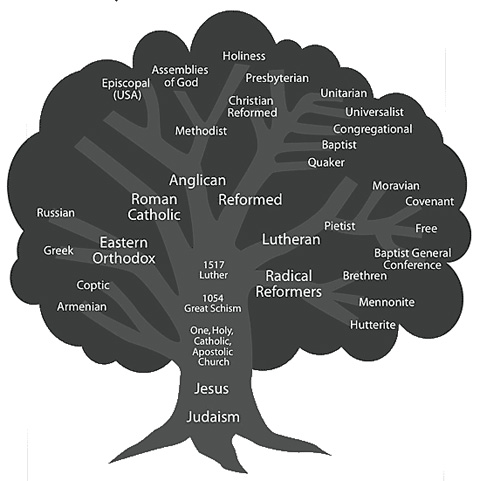 Holiness
Assemblies
of God
Presbyterian
Episcopal
(USA)
Unitarian
Christian
Reformed
Universalist
Methodist
Congregational
Baptist
Quaker
Anglican
Moravian
Roman
Catholic
Reformed
Covenant
Russian
Pietist
Free
Lutheran
Greek
Eastern
Orthodox
Baptist General
Conference
1517
Luther
Radical
Reformers
Brethren
Coptic
Armenian
1054
Great Schism
Mennonite
Hutterite
One, Holy,
Catholic,
Apostolic
Church
Jesus
Judaism